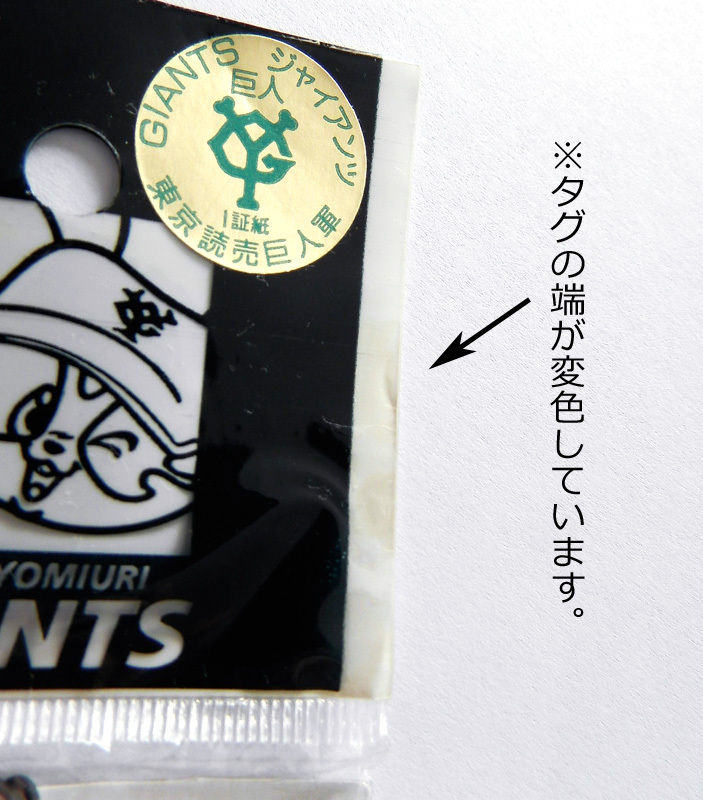 GIANTS ジャイアンツ
巨人
証紙
東京読売巨人軍
YOMIURI
ANTS
※タグの端が変色しています。